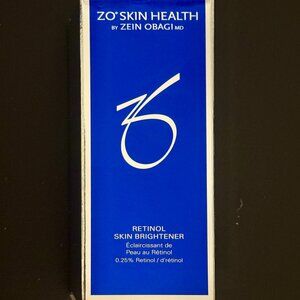 ZO® SKIN HEALTH
BY ZEIN OBAGI MD
RETINOL
SKIN BRIGHTENER
Éclaircissant de
Peau au Rétinol
0.25% Retinol / d'rétinol